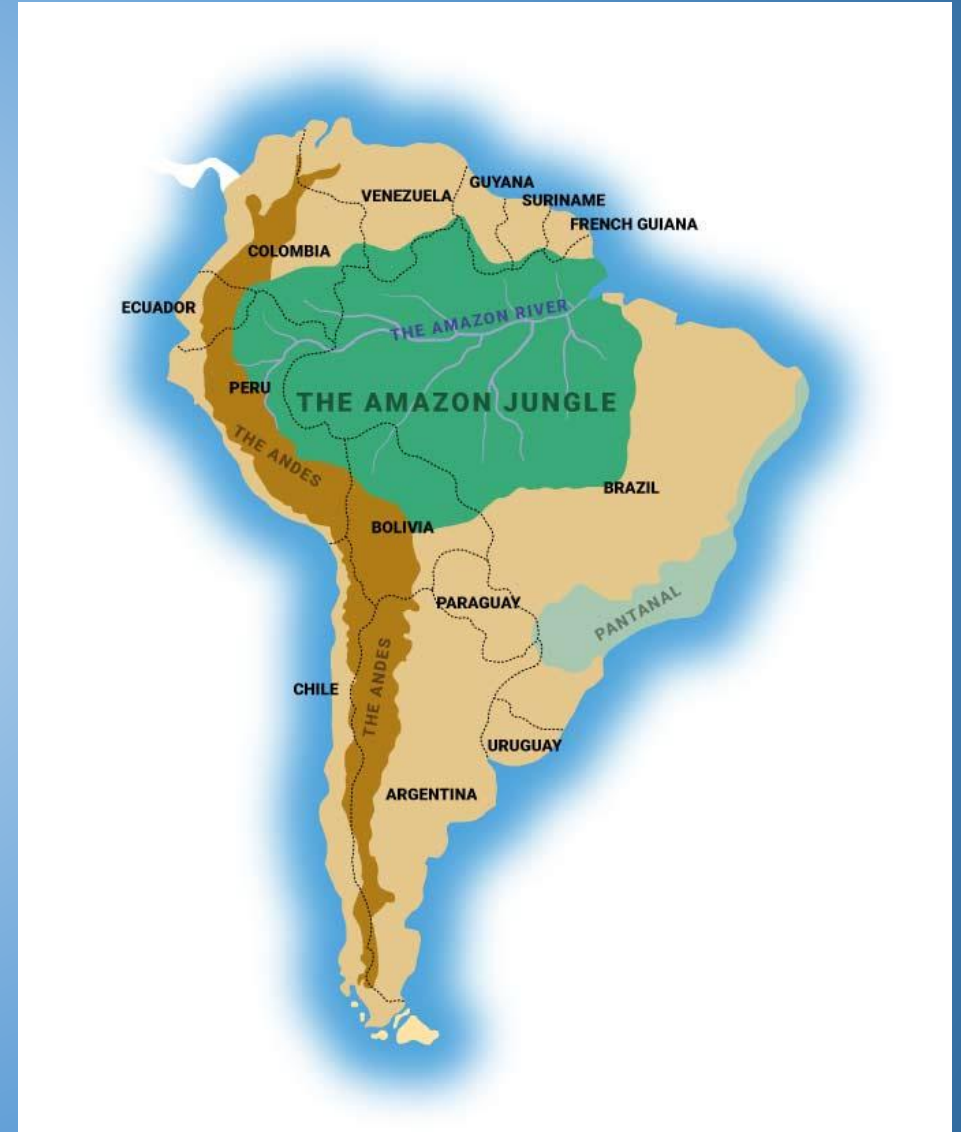 GUYANA
VENEZUELA
SURINAME
FRENCH GUIANA
COLOMBIA
ECUADOR
THE AMAZON RIVER
PERU
THE AMAZON JUNGLE
THE ANDES
BRAZIL
BOLIVIA
PARAGUAY
PANTANAL
THE ANDES
CHILE
URUGUAY
ARGENTINA